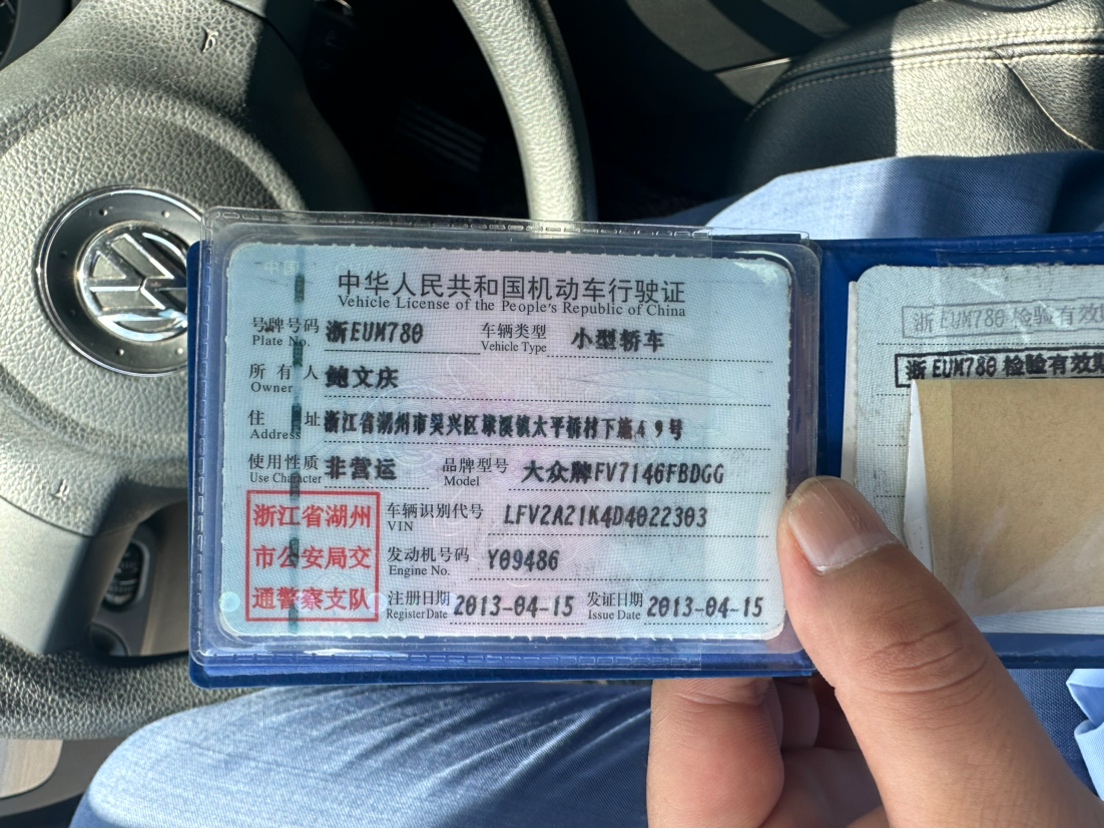 中华人民共和国机动车行驶证
Vehicle License of the People's Republic of China
号牌号码 浙EUM780 车辆类型 小型轿车
Plate No. Vehicle Type
所有人 鲍文庆
Owner
住址 浙江省湖州市吴兴区埭溪镇太平桥村下施49号
Address
使用性质 非营运 品牌型号 大众牌FV7146FBDGG
Use Character Model
浙江省湖州
市公安局交
通警察支队
车辆识别代号 LFV2A21K4D4022303
VIN
发动机号码 Y09486
Engine No.
注册日期 2013-04-15 发证日期 2013-04-15
Register Date Issue Date
浙EUM780 检验有效期
浙EUM780 检验有效期